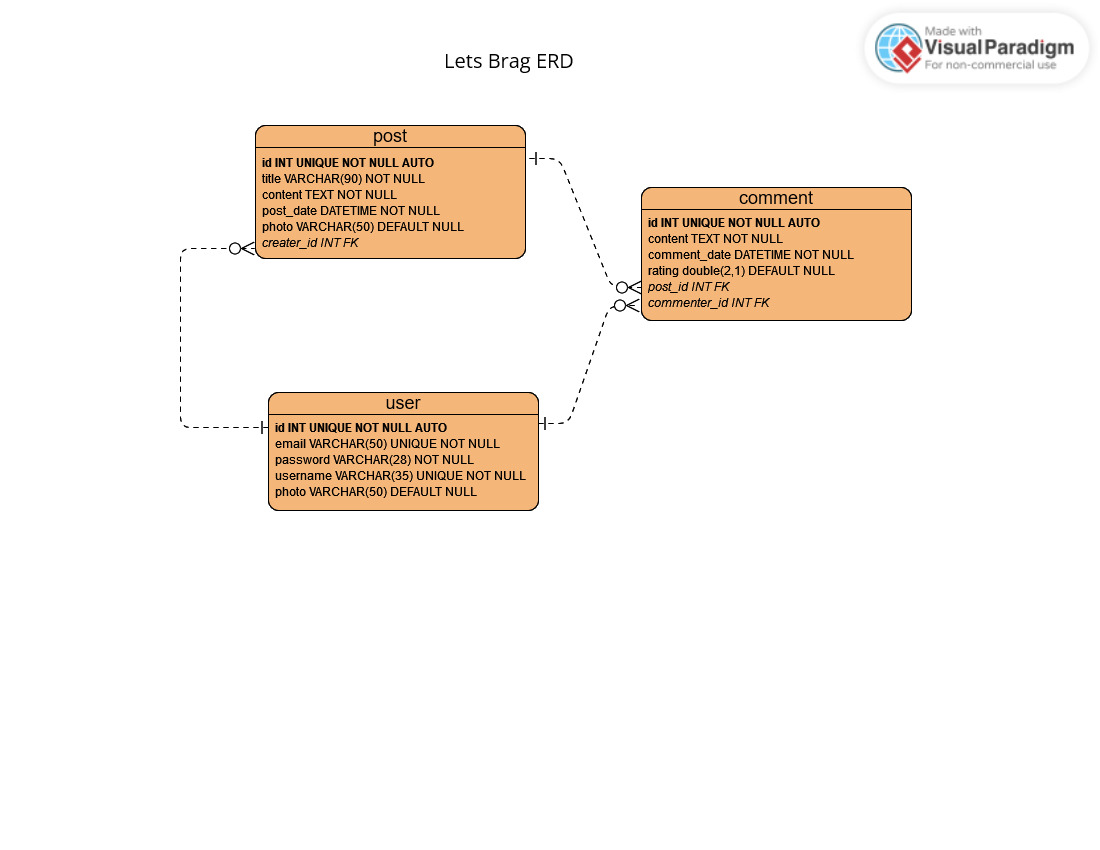 Made with
Visual Paradigm
For non-commercial use
Lets Brag ERD
post
id INT UNIQUE NOT NULL AUTO
title VARCHAR(90) NOT NULL
content TEXT NOT NULL
post_date DATETIME NOT NULL
photo VARCHAR(50) DEFAULT NULL
creater_id INT FK
comment
id INT UNIQUE NOT NULL AUTO
content TEXT NOT NULL
comment_date DATETIME NOT NULL
rating double(2,1) DEFAULT NULL
post_id INT FK
commenter_id INT FK
user
id INT UNIQUE NOT NULL AUTO
email VARCHAR(50) UNIQUE NOT NULL
password VARCHAR(28) NOT NULL
username VARCHAR(35) UNIQUE NOT NULL
photo VARCHAR(50) DEFAULT NULL